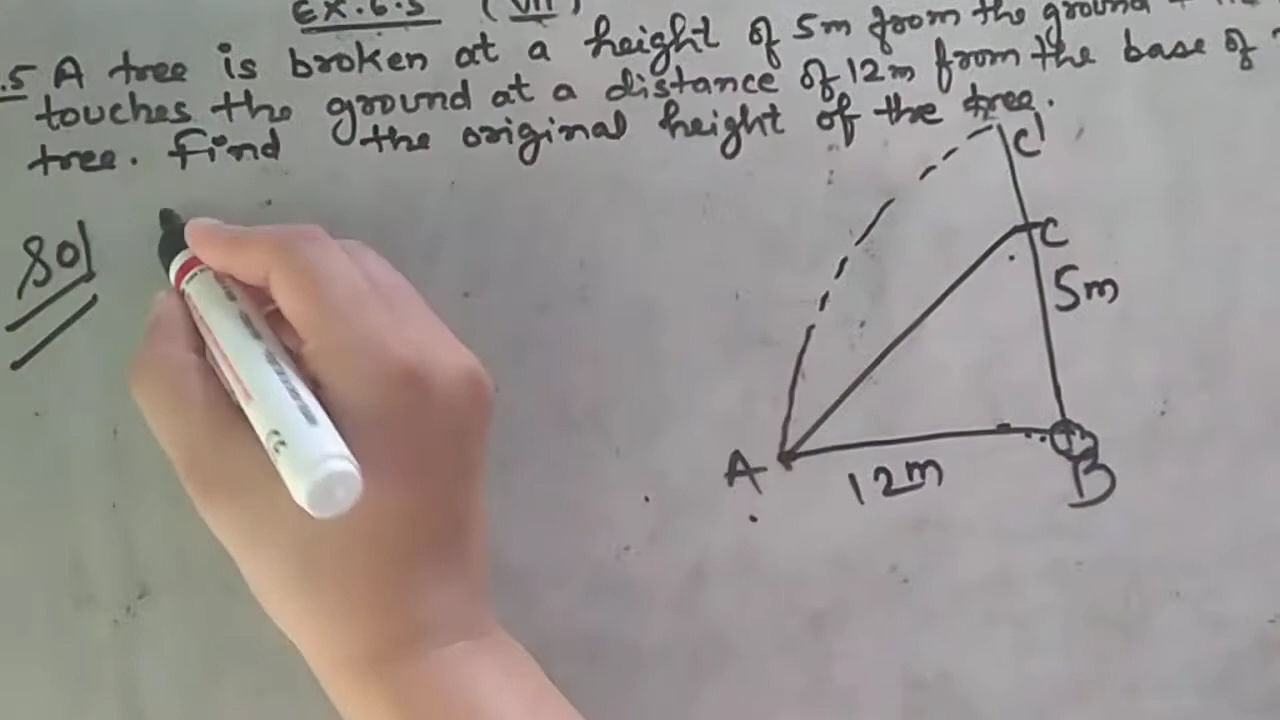 EX.6.5 (VII)
.5 A tree is broken at a height of 5m from the ground
touches the ground at a distance of 12m from the base of
tree. Find the original height of the tree.
Sol
C'
C
5m
A
12m
B